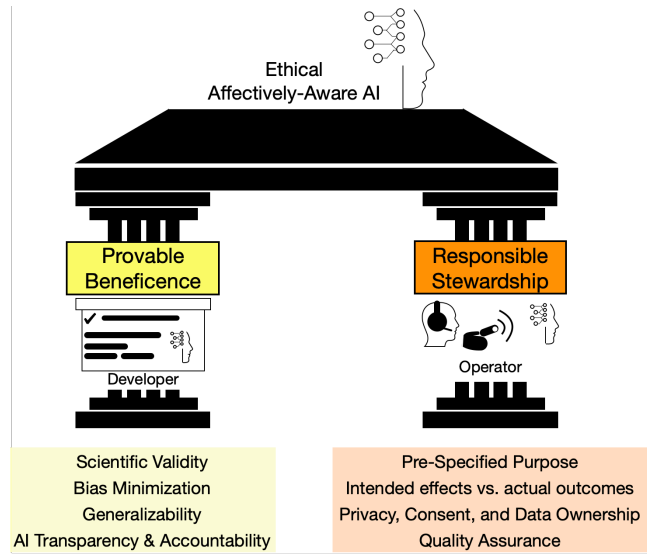 Ethical
Affectively-Aware AI
Provable
Beneficence
Developer
Scientific Validity
Bias Minimization
Generalizability
AI Transparency & Accountability
Responsible
Stewardship
Operator
Pre-Specified Purpose
Intended effects vs. actual outcomes
Privacy, Consent, and Data Ownership
Quality Assurance